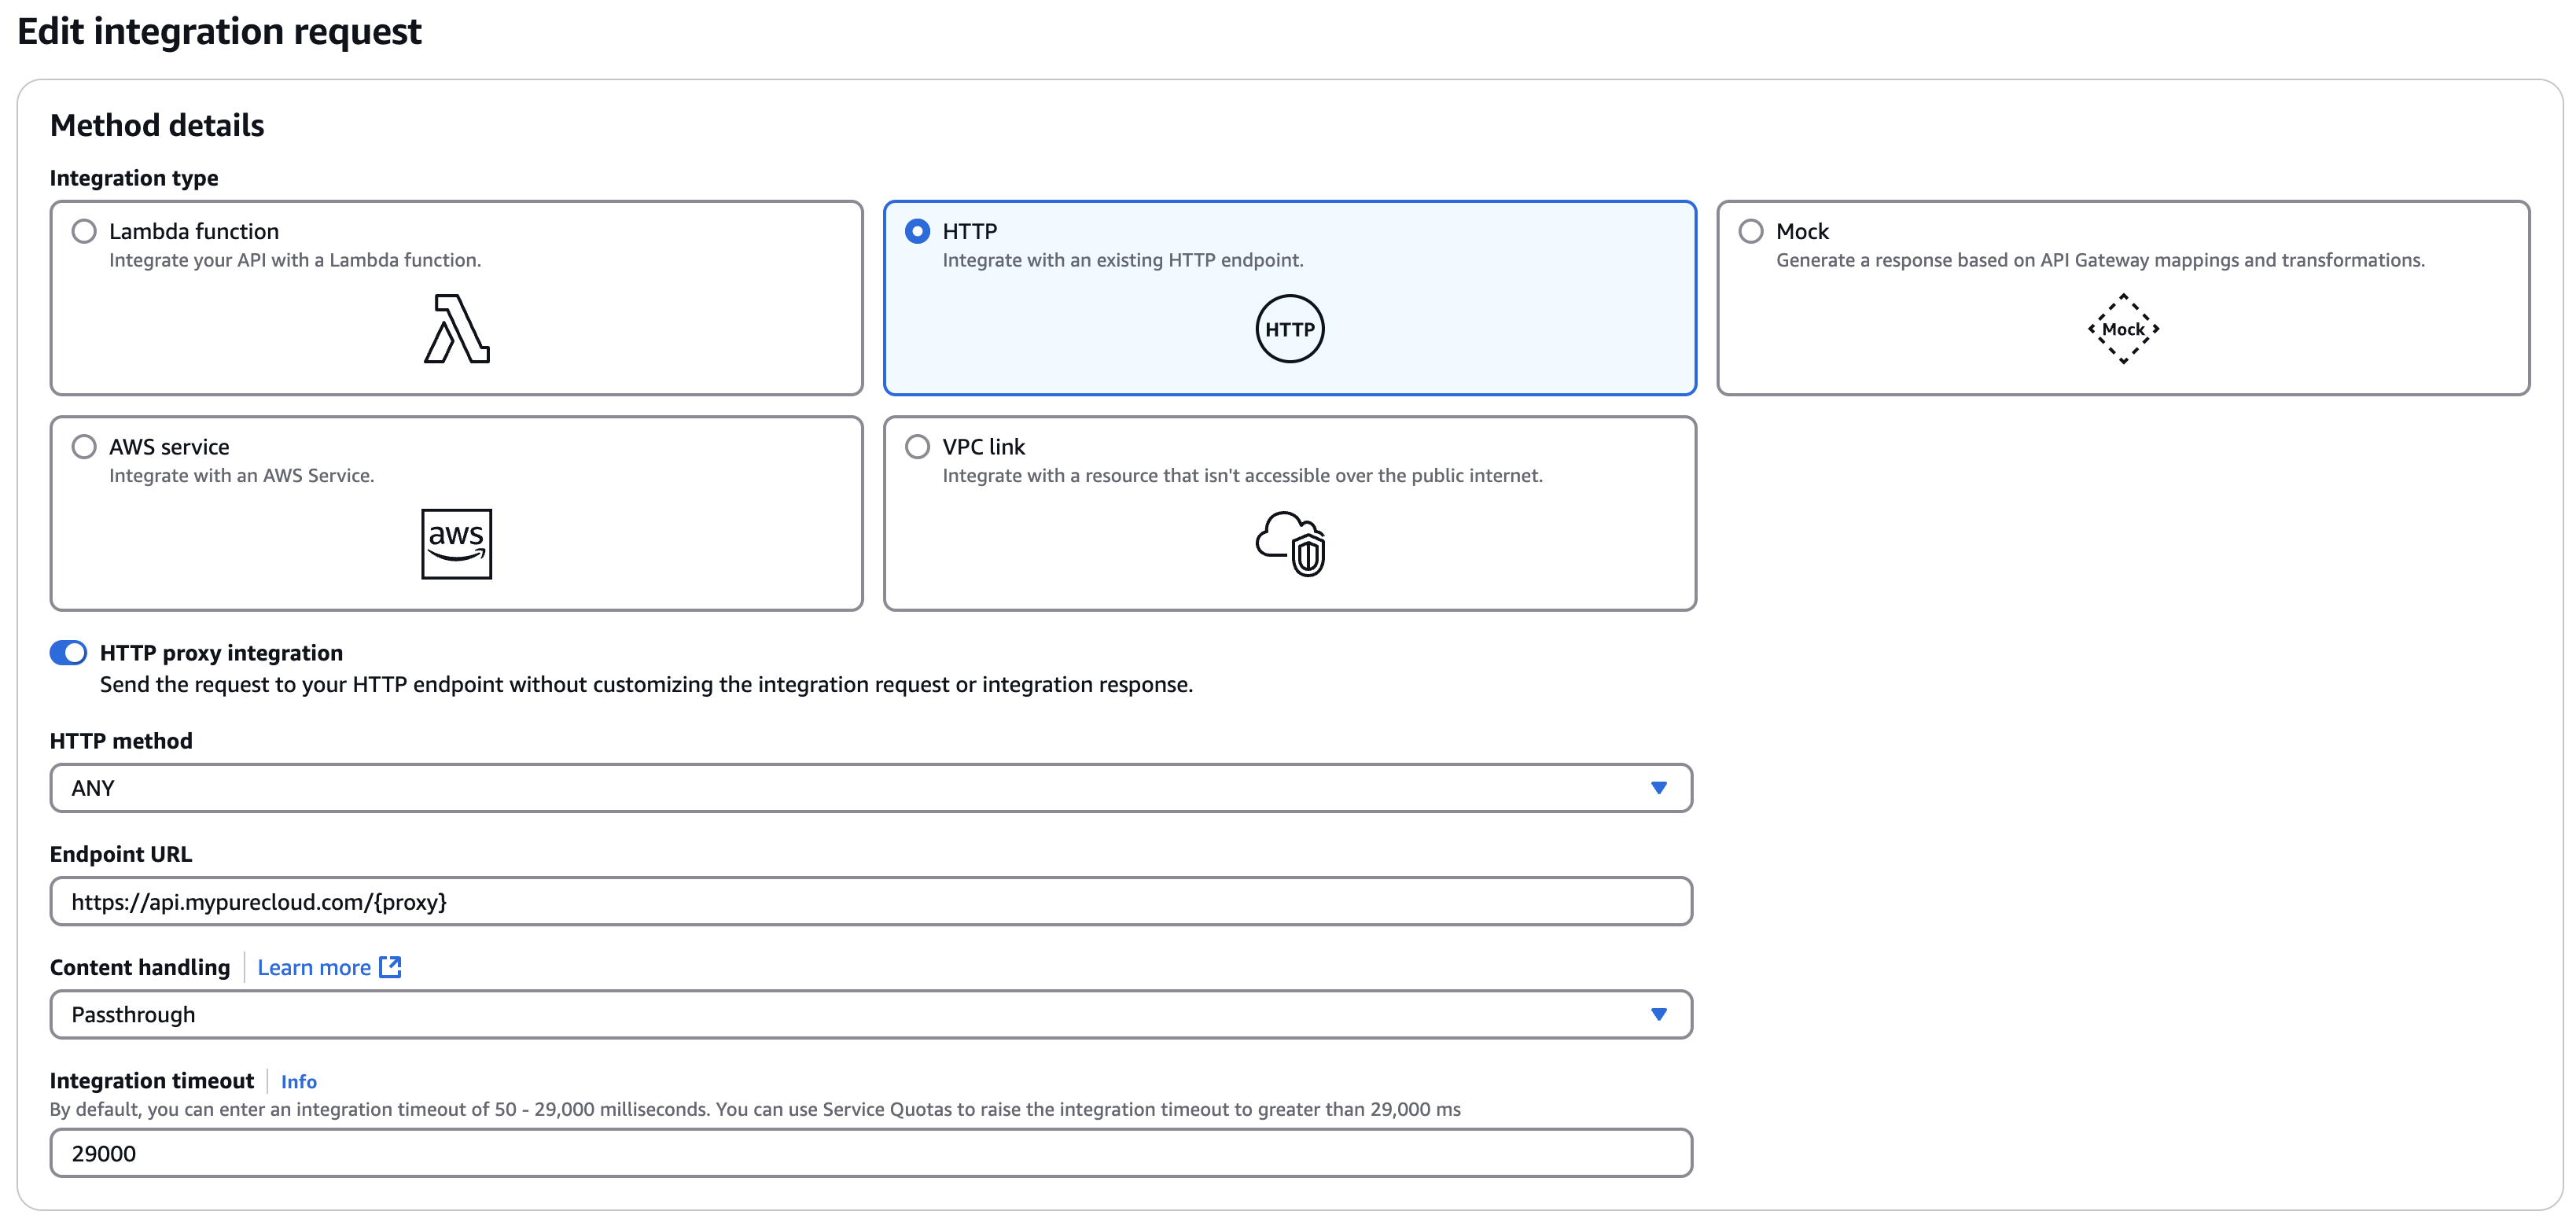 Edit integration request
Method details
Integration type
Lambda function
Integrate your API with a Lambda function.
HTTP
Integrate with an existing HTTP endpoint.
HTTP
Mock
Generate a response based on API Gateway mappings and transformations.
Mock
AWS service
Integrate with an AWS Service.
aws
VPC link
Integrate with a resource that isn't accessible over the public internet.
HTTP proxy integration
Send the request to your HTTP endpoint without customizing the integration request or integration response.
HTTP method
ANY
Endpoint URL
https://api.mypurecloud.com/{proxy}
Content handling Learn more
Passthrough
Integration timeout Info
By default, you can enter an integration timeout of 50 - 29,000 milliseconds. You can use Service Quotas to raise the integration timeout to greater than 29,000 ms
29000